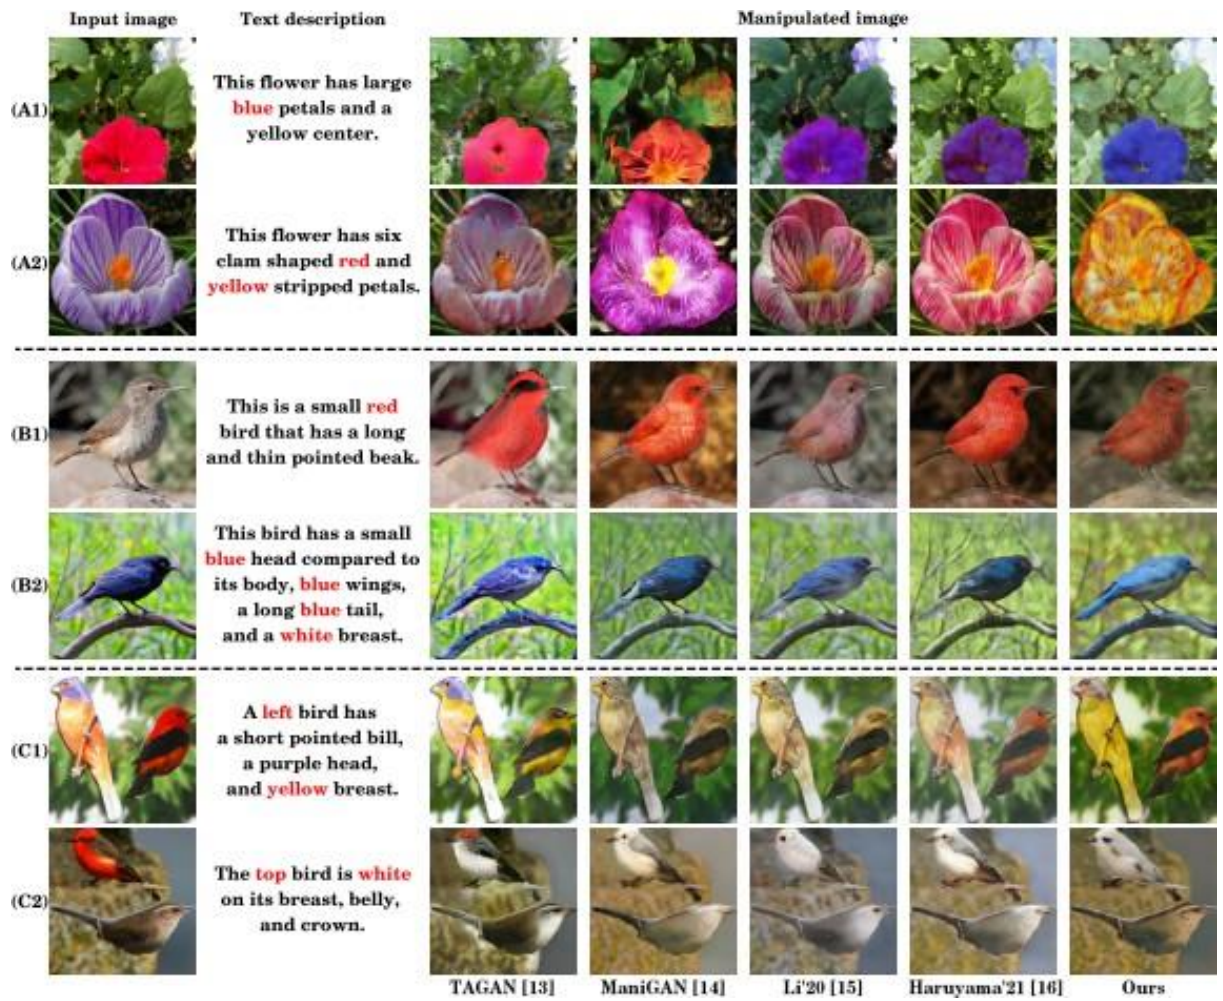 Input image Text description Manipulated image
(A1)
This flower has large
blue petals and a
yellow center.
(A2)
This flower has six
clam shaped red and
yellow stripped petals.
(B1)
This is a small red
bird that has a long
and thin pointed beak.
(B2)
This bird has a small
blue head compared to
its body, blue wings,
a long blue tail,
and a white breast.
(C1)
A left bird has
a short pointed bill,
a purple head,
and yellow breast.
(C2)
The top bird is white
on its breast, belly,
and crown.
TAGAN [13] ManiGAN [14] Li'20 [15] Haruyama'21 [16] Ours